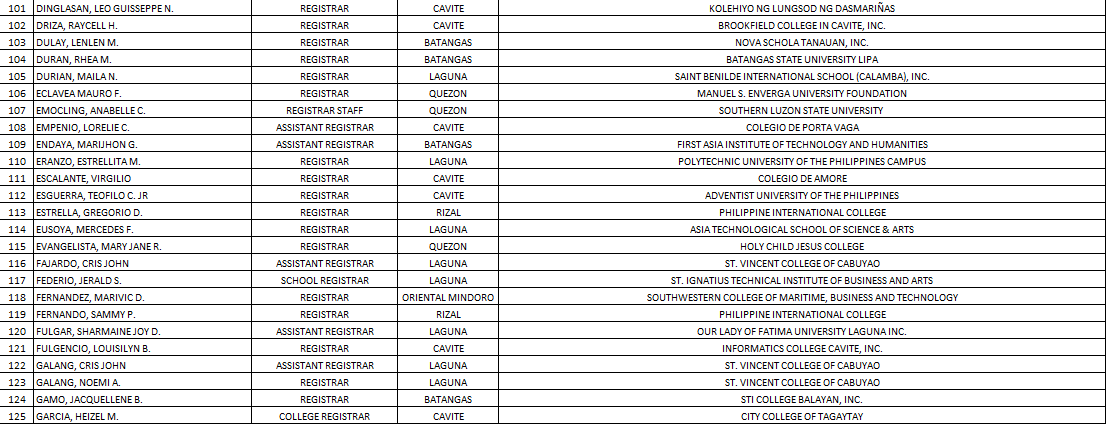 101 DINGLASAN, LEO GUISSEPPE N. REGISTRAR CAVITE KOLEHIYO NG LUNGSOD NG DASMARIÑAS
102 DRIZA, RAYCELL H. REGISTRAR CAVITE BROOKFIELD COLLEGE IN CAVITE, INC.
103 DULAY, LENLEN M. REGISTRAR BATANGAS NOVA SCHOLA TANAUAN, INC.
104 DURAN, RHEA M. REGISTRAR BATANGAS BATANGAS STATE UNIVERSITY LIPA
105 DURIAN, MAILA N. REGISTRAR LAGUNA SAINT BENILDE INTERNATIONAL SCHOOL (CALAMBA), INC.
106 ECLAVEA MAURO F. REGISTRAR QUEZON MANUEL S. ENVERGA UNIVERSITY FOUNDATION
107 EMOCLING, ANABELLE C. REGISTRAR STAFF QUEZON SOUTHERN LUZON STATE UNIVERSITY
108 EMPENIO, LORELIE C. ASSISTANT REGISTRAR CAVITE COLEGIO DE PORTA VAGA
109 ENDAYA, MARIJHON G. ASSISTANT REGISTRAR BATANGAS FIRST ASIA INSTITUTE OF TECHNOLOGY AND HUMANITIES
110 ERANZO, ESTRELLITA M. REGISTRAR LAGUNA POLYTECHNIC UNIVERSITY OF THE PHILIPPINES CAMPUS
111 ESCALANTE, VIRGILIO REGISTRAR CAVITE COLEGIO DE AMORE
112 ESGUERRA, TEOFILO C. JR REGISTRAR CAVITE ADVENTIST UNIVERSITY OF THE PHILIPPINES
113 ESTRELLA, GREGORIO D. REGISTRAR RIZAL PHILIPPINE INTERNATIONAL COLLEGE
114 EUSOYA, MERCEDES F. REGISTRAR LAGUNA ASIA TECHNOLOGICAL SCHOOL OF SCIENCE & ARTS
115 EVANGELISTA, MARY JANE R. REGISTRAR QUEZON HOLY CHILD JESUS COLLEGE
116 FAJARDO, CRIS JOHN ASSISTANT REGISTRAR LAGUNA ST. VINCENT COLLEGE OF CABUYAO
117 FEDERIO, JERALD S. SCHOOL REGISTRAR LAGUNA ST. IGNATIUS TECHNICAL INSTITUTE OF BUSINESS AND ARTS
118 FERNANDEZ, MARIVIC D. REGISTRAR ORIENTAL MINDORO SOUTHWESTERN COLLEGE OF MARITIME, BUSINESS AND TECHNOLOGY
119 FERNANDO, SAMMY P. REGISTRAR RIZAL PHILIPPINE INTERNATIONAL COLLEGE
120 FULGAR, SHARMAINE JOY D. ASSISTANT REGISTRAR LAGUNA OUR LADY OF FATIMA UNIVERSITY LAGUNA INC.
121 FULGENCIO, LOUISILYN B. REGISTRAR CAVITE INFORMATICS COLLEGE CAVITE, INC.
122 GALANG, CRIS JOHN ASSISTANT REGISTRAR LAGUNA ST. VINCENT COLLEGE OF CABUYAO
123 GALANG, NOEMI A. REGISTRAR LAGUNA ST. VINCENT COLLEGE OF CABUYAO
124 GAMO, JACQUELLENE B. REGISTRAR BATANGAS STI COLLEGE BALAYAN, INC.
125 GARCIA, HEIZEL M. COLLEGE REGISTRAR CAVITE CITY COLLEGE OF TAGAYTAY